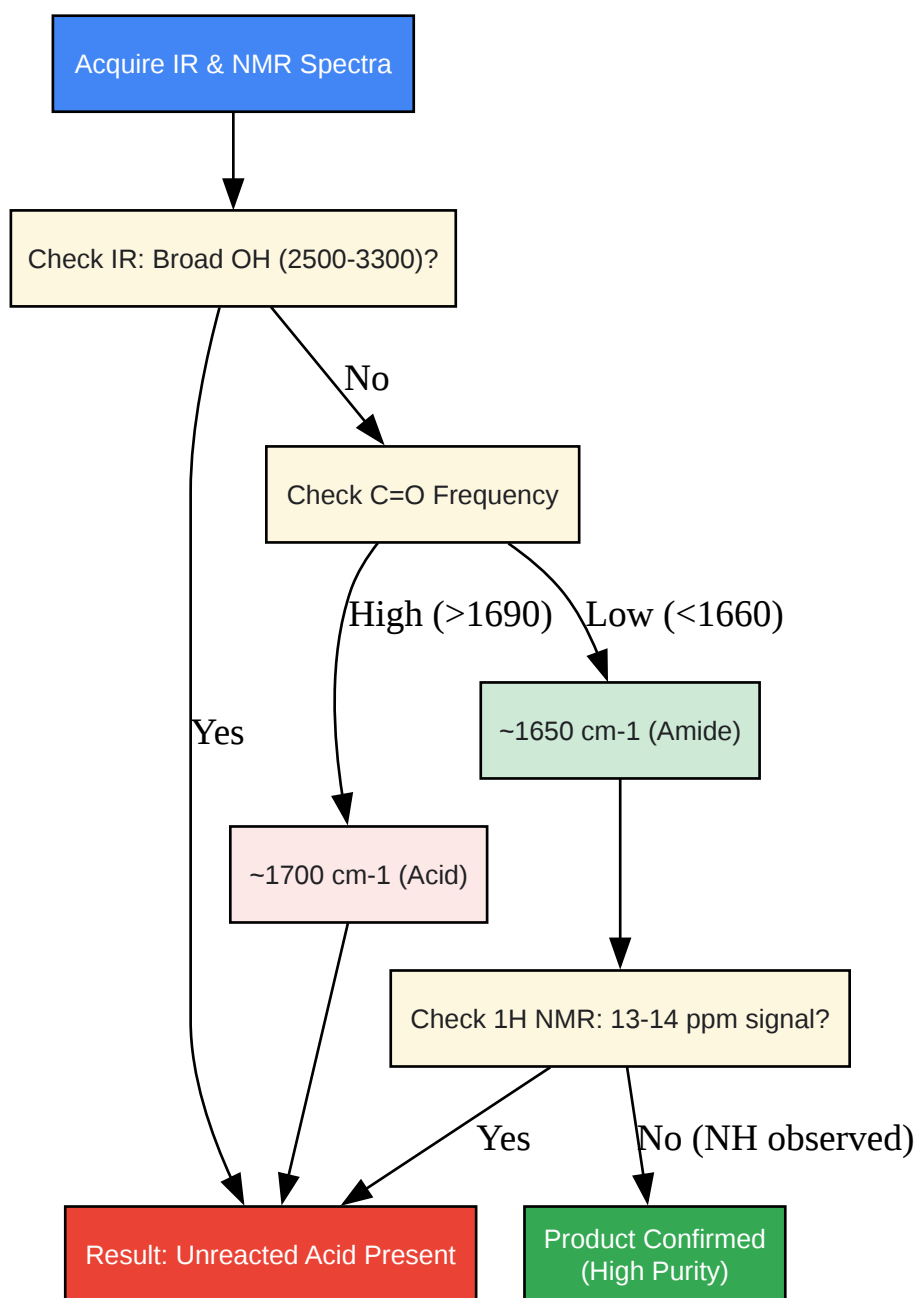 Acquire IR & NMR Spectra
Check IR: Broad OH (2500-3300)?
No
Check C=O Frequency
High (>1690)
Low (<1660)
Yes
~1650 cm-1 (Amide)
~1700 cm-1 (Acid)
Check 1H NMR: 13-14 ppm signal?
Yes
No (NH observed)
Result: Unreacted Acid Present
Product Confirmed
(High Purity)